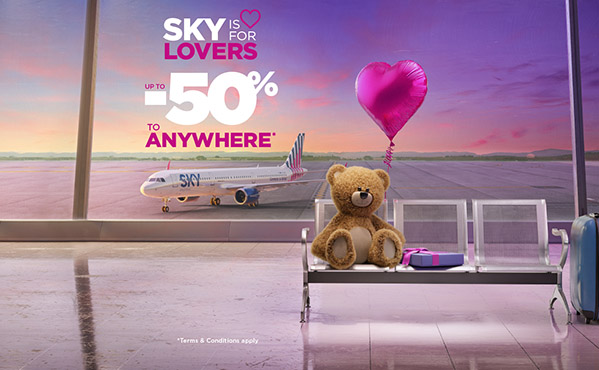 SKY IS
FOR
LOVERS
UP TO
-50%
TO
ANYWHERE*
SKY
*Terms & Conditions apply